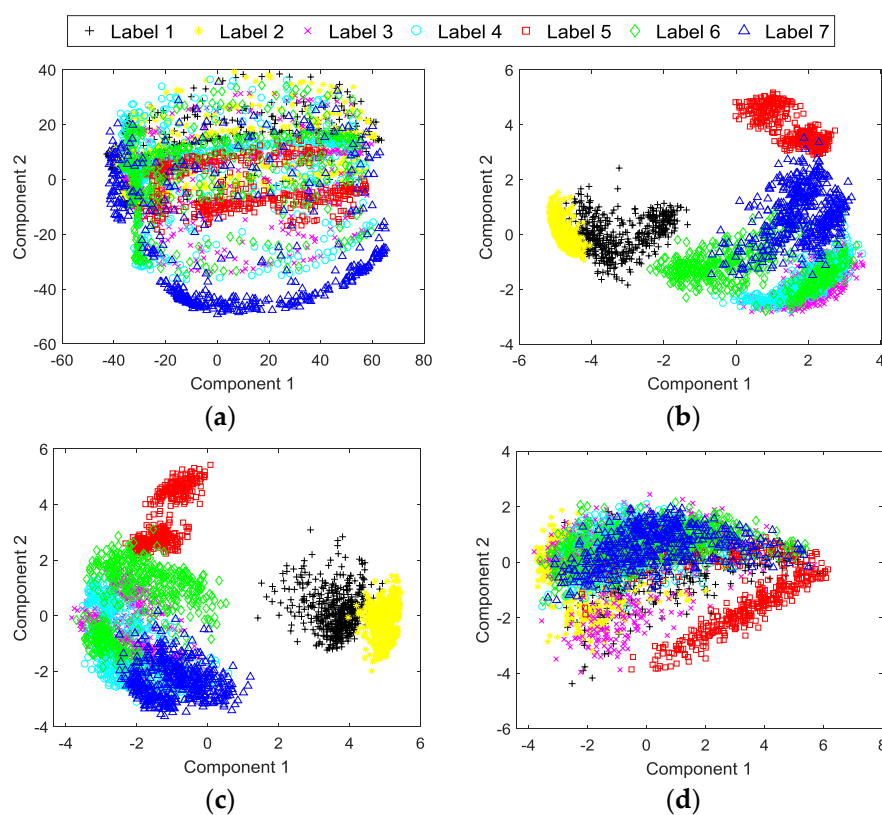 Label 1 Label 2 Label 3 Label 4 Label 5 Label 6 Label 7
40
20
0
-20
-40
-60
Component 2
-60 -40 -20 0 20 40 60 80
Component 1
(a)
6
4
2
0
-2
-4
Component 2
-6 -4 -2 0 2 4
Component 1
(b)
6
4
2
0
-2
-4
Component 2
-4 -2 0 2 4 6
Component 1
(c)
4
2
0
-2
-4
-6
Component 2
-4 -2 0 2 4 6 8
Component 1
(d)